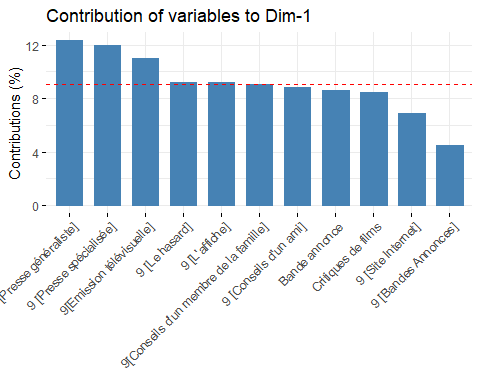 Contribution of variables to Dim-1
Contributions (%)
12
8
4
0
[Presse généraliste]
9 [Presse spécialisée]
9[Emission télévisuelle]
9 [Le hasard]
9 [L'affiche]
9[Conseils d'un membre de la famille]
9 [Conseils d'un ami]
Bande annonce
Critiques de films
9 [Site Internet]
9 [Bandes Annonces]